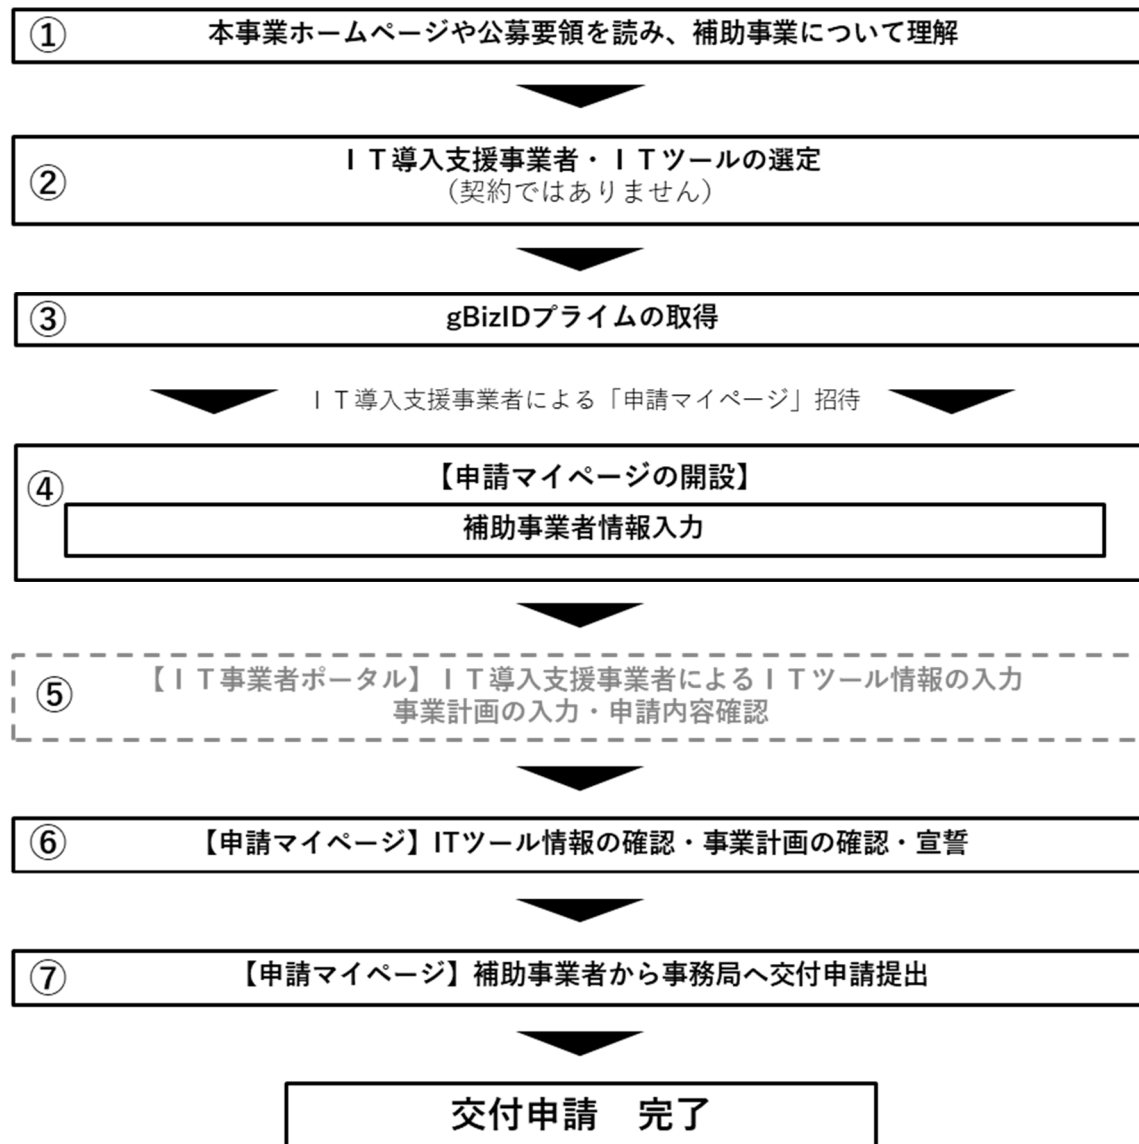 ① 本事業ホームページや公募要領を読み、補助事業について理解
② ＩＴ導入支援事業者・ＩＴツールの選定
（契約ではありません）
③ gBizIDプライムの取得
ＩＴ導入支援事業者による「申請マイページ」招待
④ 【申請マイページの開設】
補助事業者情報入力
⑤ 【ＩＴ事業者ポータル】ＩＴ導入支援事業者によるＩＴツール情報の入力
事業計画の入力・申請内容確認
⑥ 【申請マイページ】ITツール情報の確認・事業計画の確認・宣誓
⑦ 【申請マイページ】補助事業者から事務局へ交付申請提出
交付申請　完了